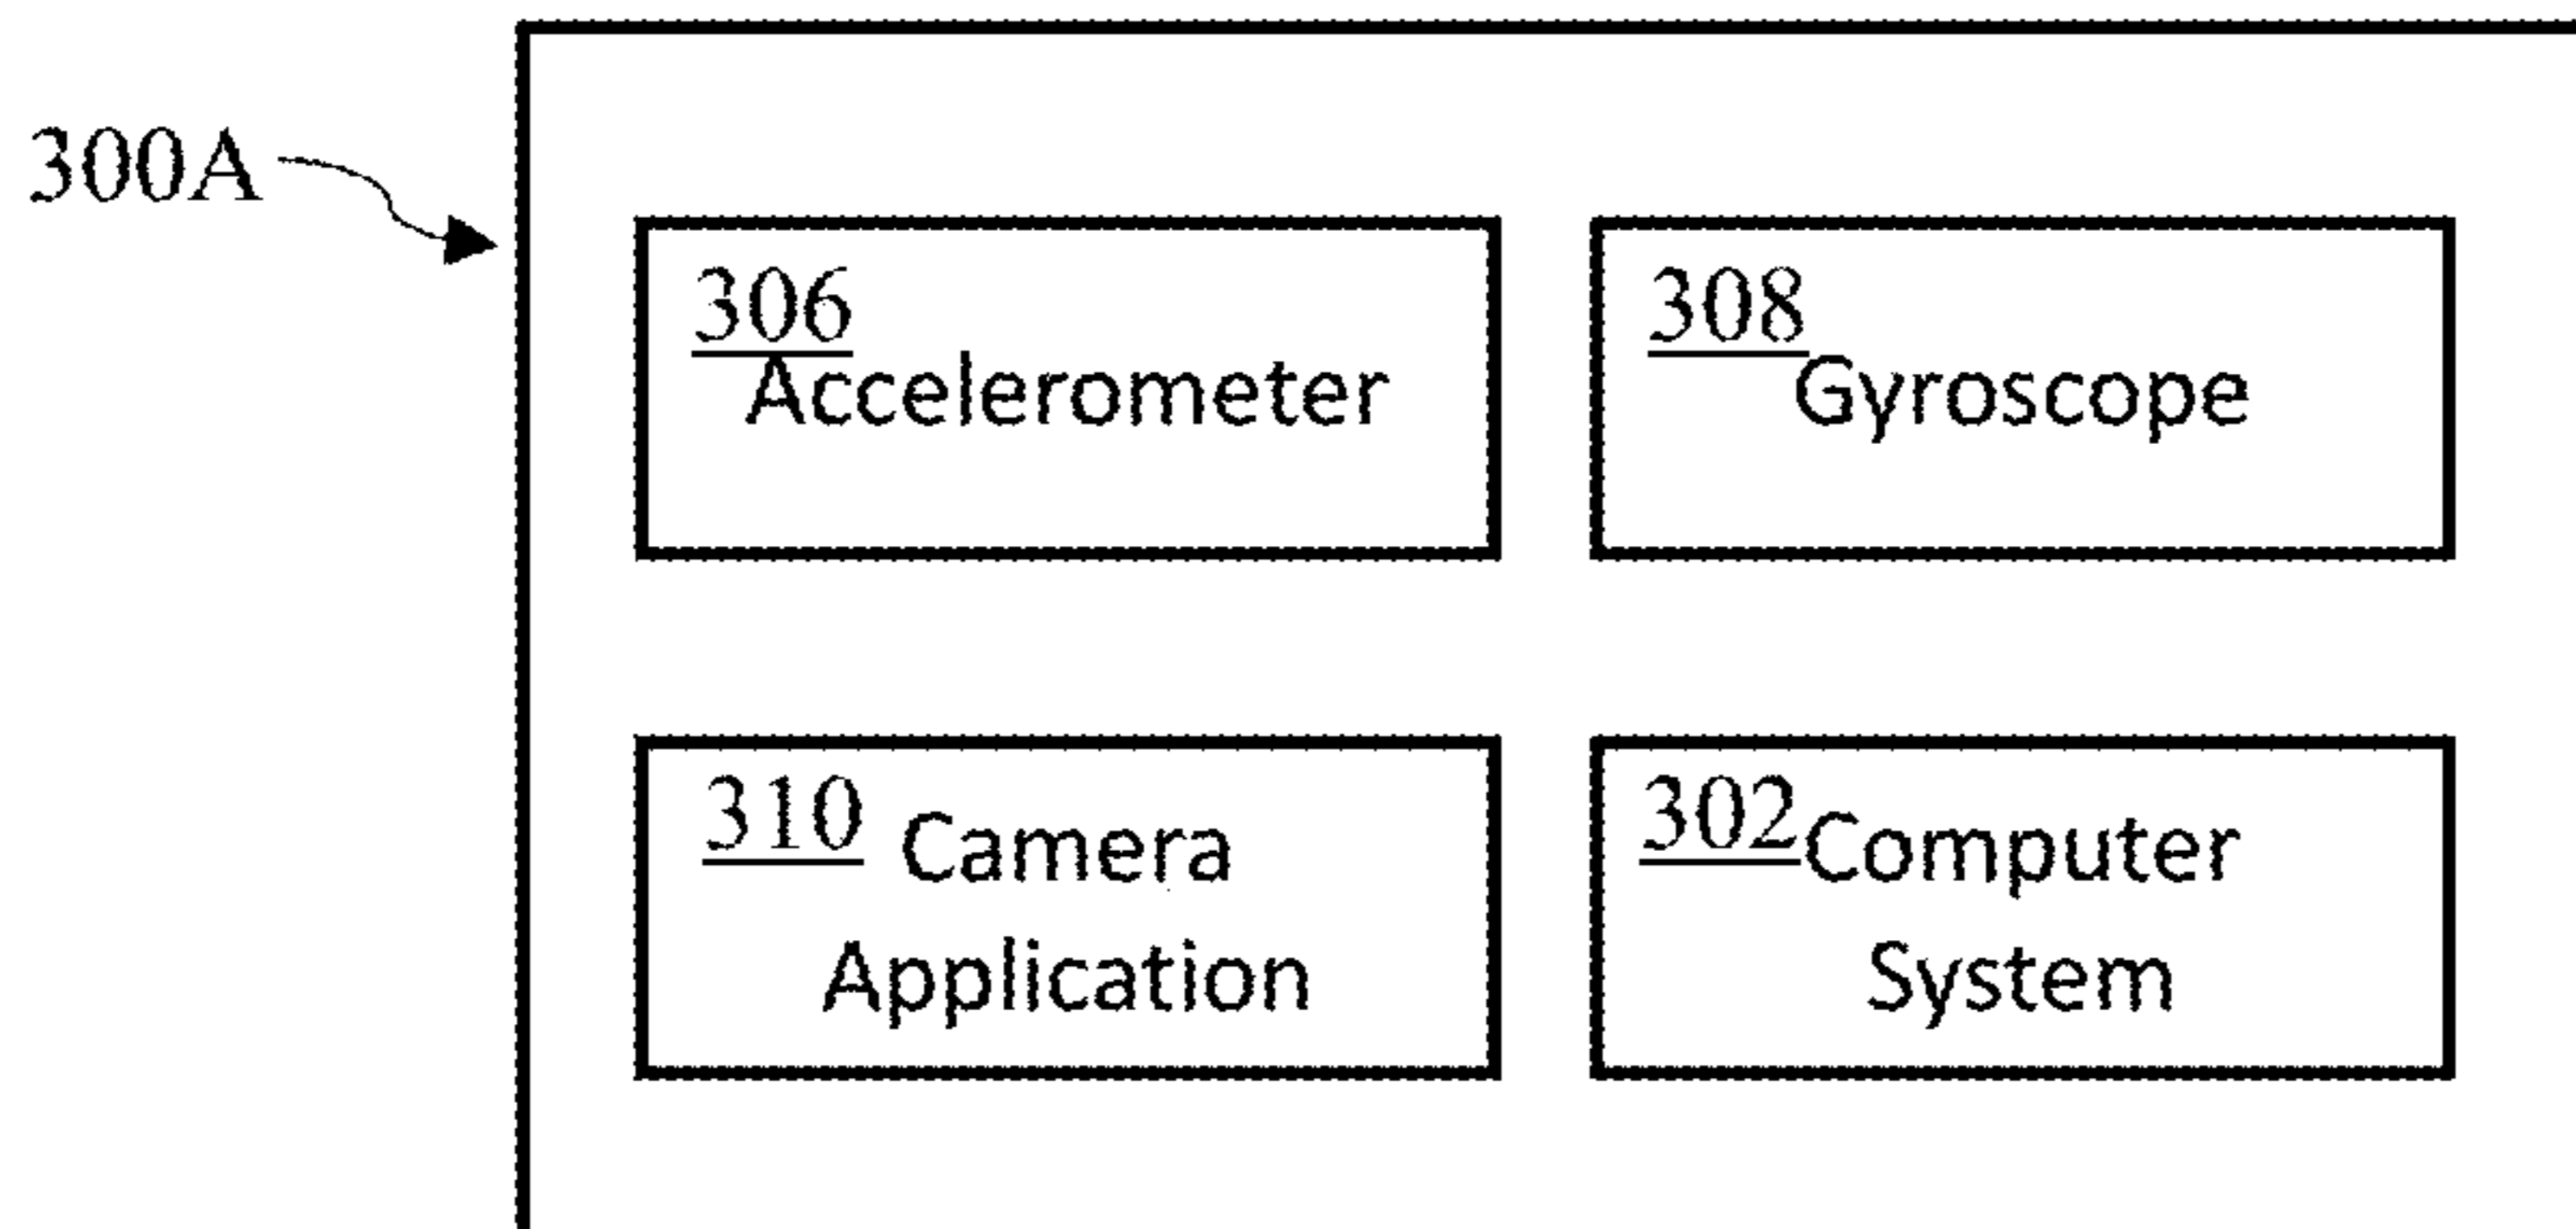 300A
306
Accelerometer
308
Gyroscope
310 Camera
Application
302 Computer
System